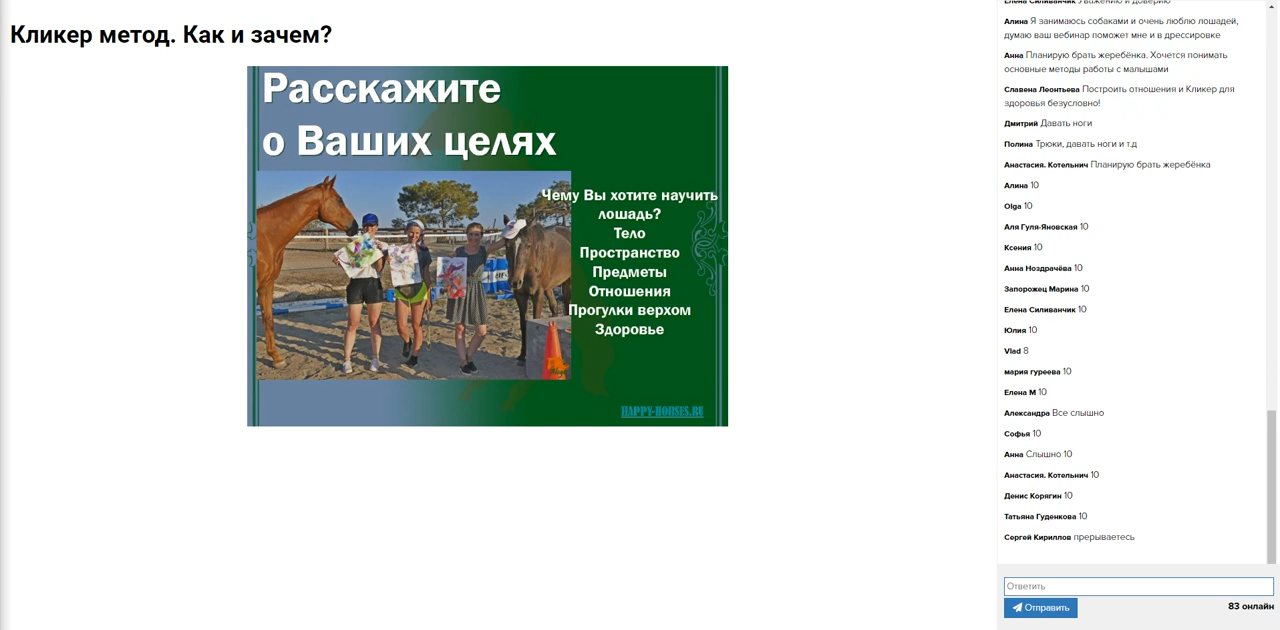 Кликер метод. Как и зачем?
Расскажите
о Ваших целях
Чему Вы хотите научить
лошадь?
Тело
Пространство
Предметы
Отношения
Прогулки верхом
Здоровье
HAPPY-HORSES.RU
Елена Силиванчик Уважению и доверию
Алина Я занимаюсь собаками и очень люблю лошадей,
думаю ваш вебинар поможет мне и в дрессировке
Анна Планирую брать жеребёнка. Хочется понимать
основные методы работы с малышами
Славена Леонтьева Построить отношения и Кликер для
здоровья безусловно!
Дмитрий Давать ноги
Полина Трюки, давать ноги и т.д
Анастасия. Котельнич Планирую брать жеребёнка
Алина 10
Olga 10
Аля Гуля-Яновская 10
Ксения 10
Анна Ноздрачёва 10
Запорожец Марина 10
Елена Силиванчик 10
Юлия 10
Vlad 8
мария гуреева 10
Елена М 10
Александра Все слышно
Софья 10
Анна Слышно 10
Анастасия. Котельнич 10
Денис Корягин 10
Татьяна Гуденкова 10
Сергей Кириллов прерываетесь
Ответить
Отправить
83 онлайн